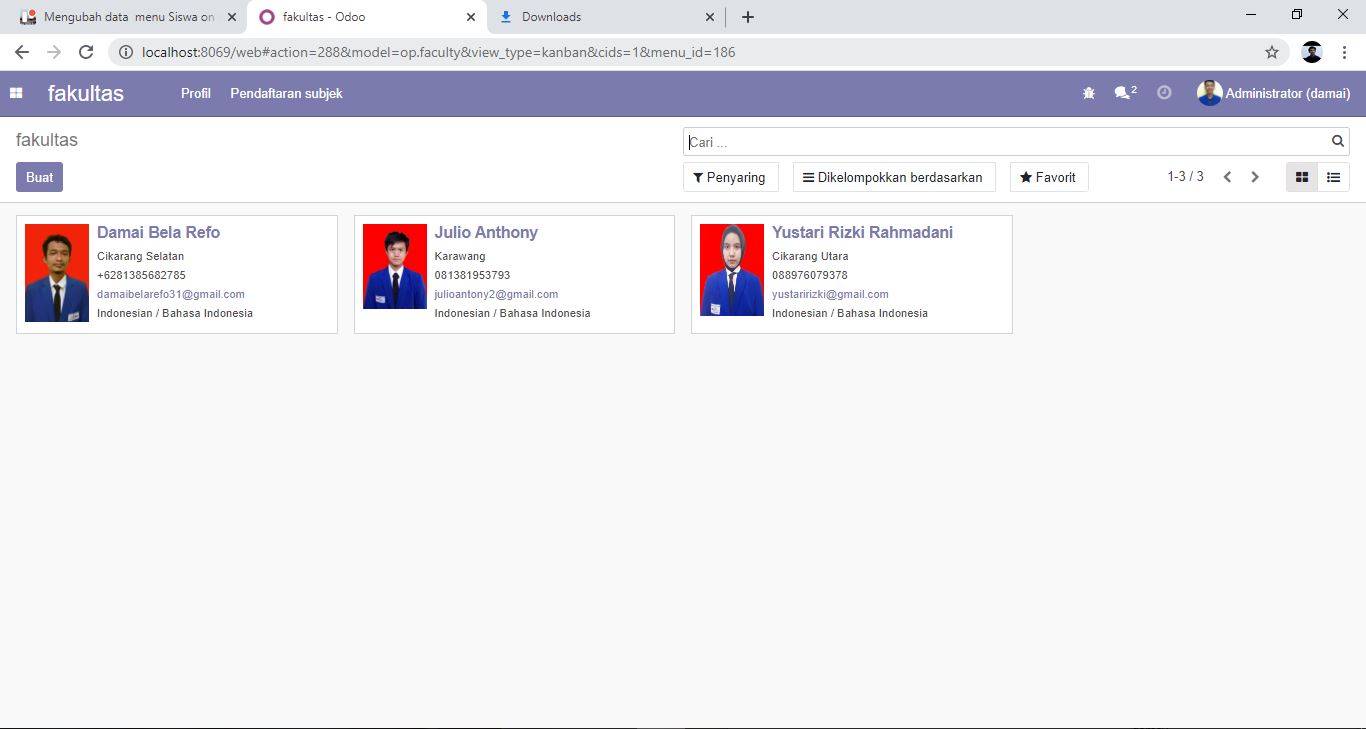 Mengubah data menu Siswa on
fakultas - Odoo
Downloads
localhost:8069/web#action=288&model=op.faculty&view_type=kanban&cids=1&menu_id=186
fakultas Profil Pendaftaran subjek 2 Administrator (damai)
fakultas
Cari ...
Buat
Penyaring Dikelompokkan berdasarkan Favorit 1-3 / 3
Damai Bela Refo
Cikarang Selatan
+6281385682785
damaibelarefo31@gmail.com
Indonesian / Bahasa Indonesia
Julio Anthony
Karawang
081381953793
julioantony2@gmail.com
Indonesian / Bahasa Indonesia
Yustari Rizki Rahmadani
Cikarang Utara
088976079378
yustaririzki@gmail.com
Indonesian / Bahasa Indonesia